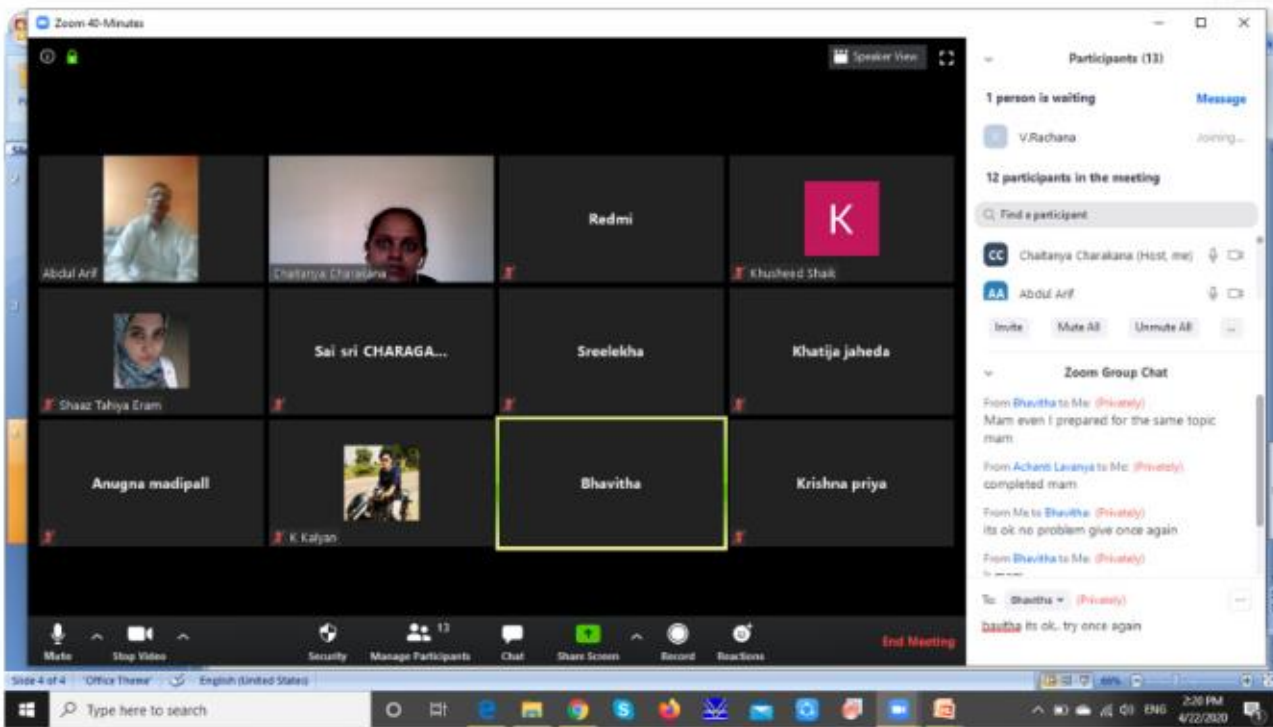 Zoom 40-Minutes
Speaker View
Abdul Arif
Chaitanya Charakana
Redmi
K
Khusheed Shaik
Shaaz Tahiya Eram
Sai sri CHARAGA...
Sreelekha
Khatija jaheda
Anugna madipall
K Kalyan
Bhavitha
Krishna priya
Mute
Stop Video
Security
13
Manage Participants
Chat
Share Screen
Record
Reactions
End Meeting
Participants (13)
1 person is waiting
Message
V.Rachana
Joining...
12 participants in the meeting
Find a participant
CC Chaitanya Charakana (Host, me)
AA Abdul Arif
Invite Mute All Unmute All ...
Zoom Group Chat
From Bhavitha to Me: (Privately)
Mam even I prepared for the same topic
mam
From Achanti Lavanya to Me: (Privately)
completed mam
From Me to Bhavitha: (Privately)
its ok no problem give once again
From Bhavitha to Me: (Privately)
To: Bhavitha (Privately)
bavitha its ok.. try once again
Slide 4 of 4 "Office Theme" English (United States)
66%
Type here to search
ENG
2:20 PM
4/22/2020